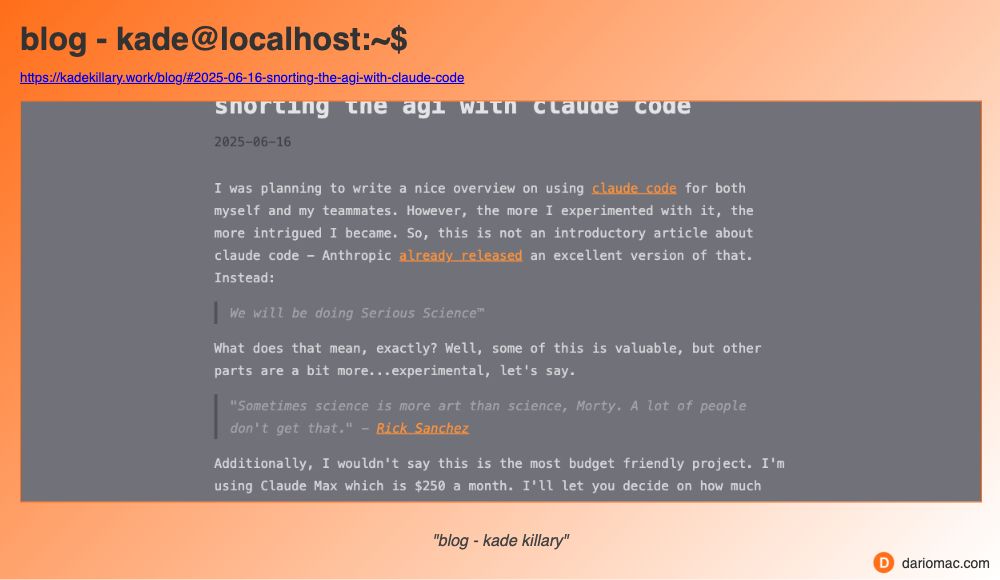 blog - kade@localhost:~$
https://kadekillary.work/blog/#2025-06-16-snorting-the-agi-with-claude-code
snorting the agi with claude code
2025-06-16
I was planning to write a nice overview on using claude code for both
myself and my teammates. However, the more I experimented with it, the
more intrigued I became. So, this is not an introductory article about
claude code – Anthropic already released an excellent version of that.
Instead:
We will be doing Serious Science™
What does that mean, exactly? Well, some of this is valuable, but other
parts are a bit more...experimental, let's say.
"Sometimes science is more art than science, Morty. A lot of people
don't get that." – Rick Sanchez
Additionally, I wouldn't say this is the most budget friendly project. I'm
using Claude Max which is $250 a month. I'll let you decide on how much
"blog - kade killary"
D dariomac.com